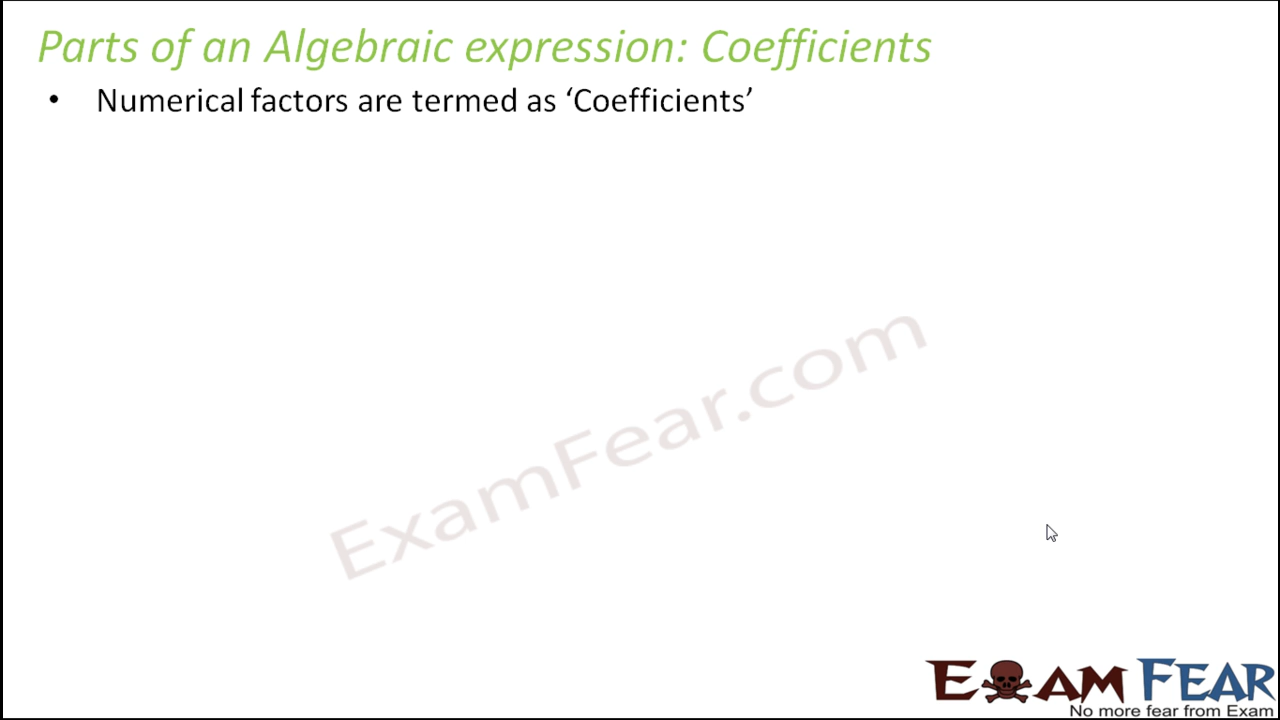 Parts of an Algebraic expression: Coefficients
• Numerical factors are termed as ‘Coefficients’
ExamFear.com
EXAM FEAR
No more fear from Exam